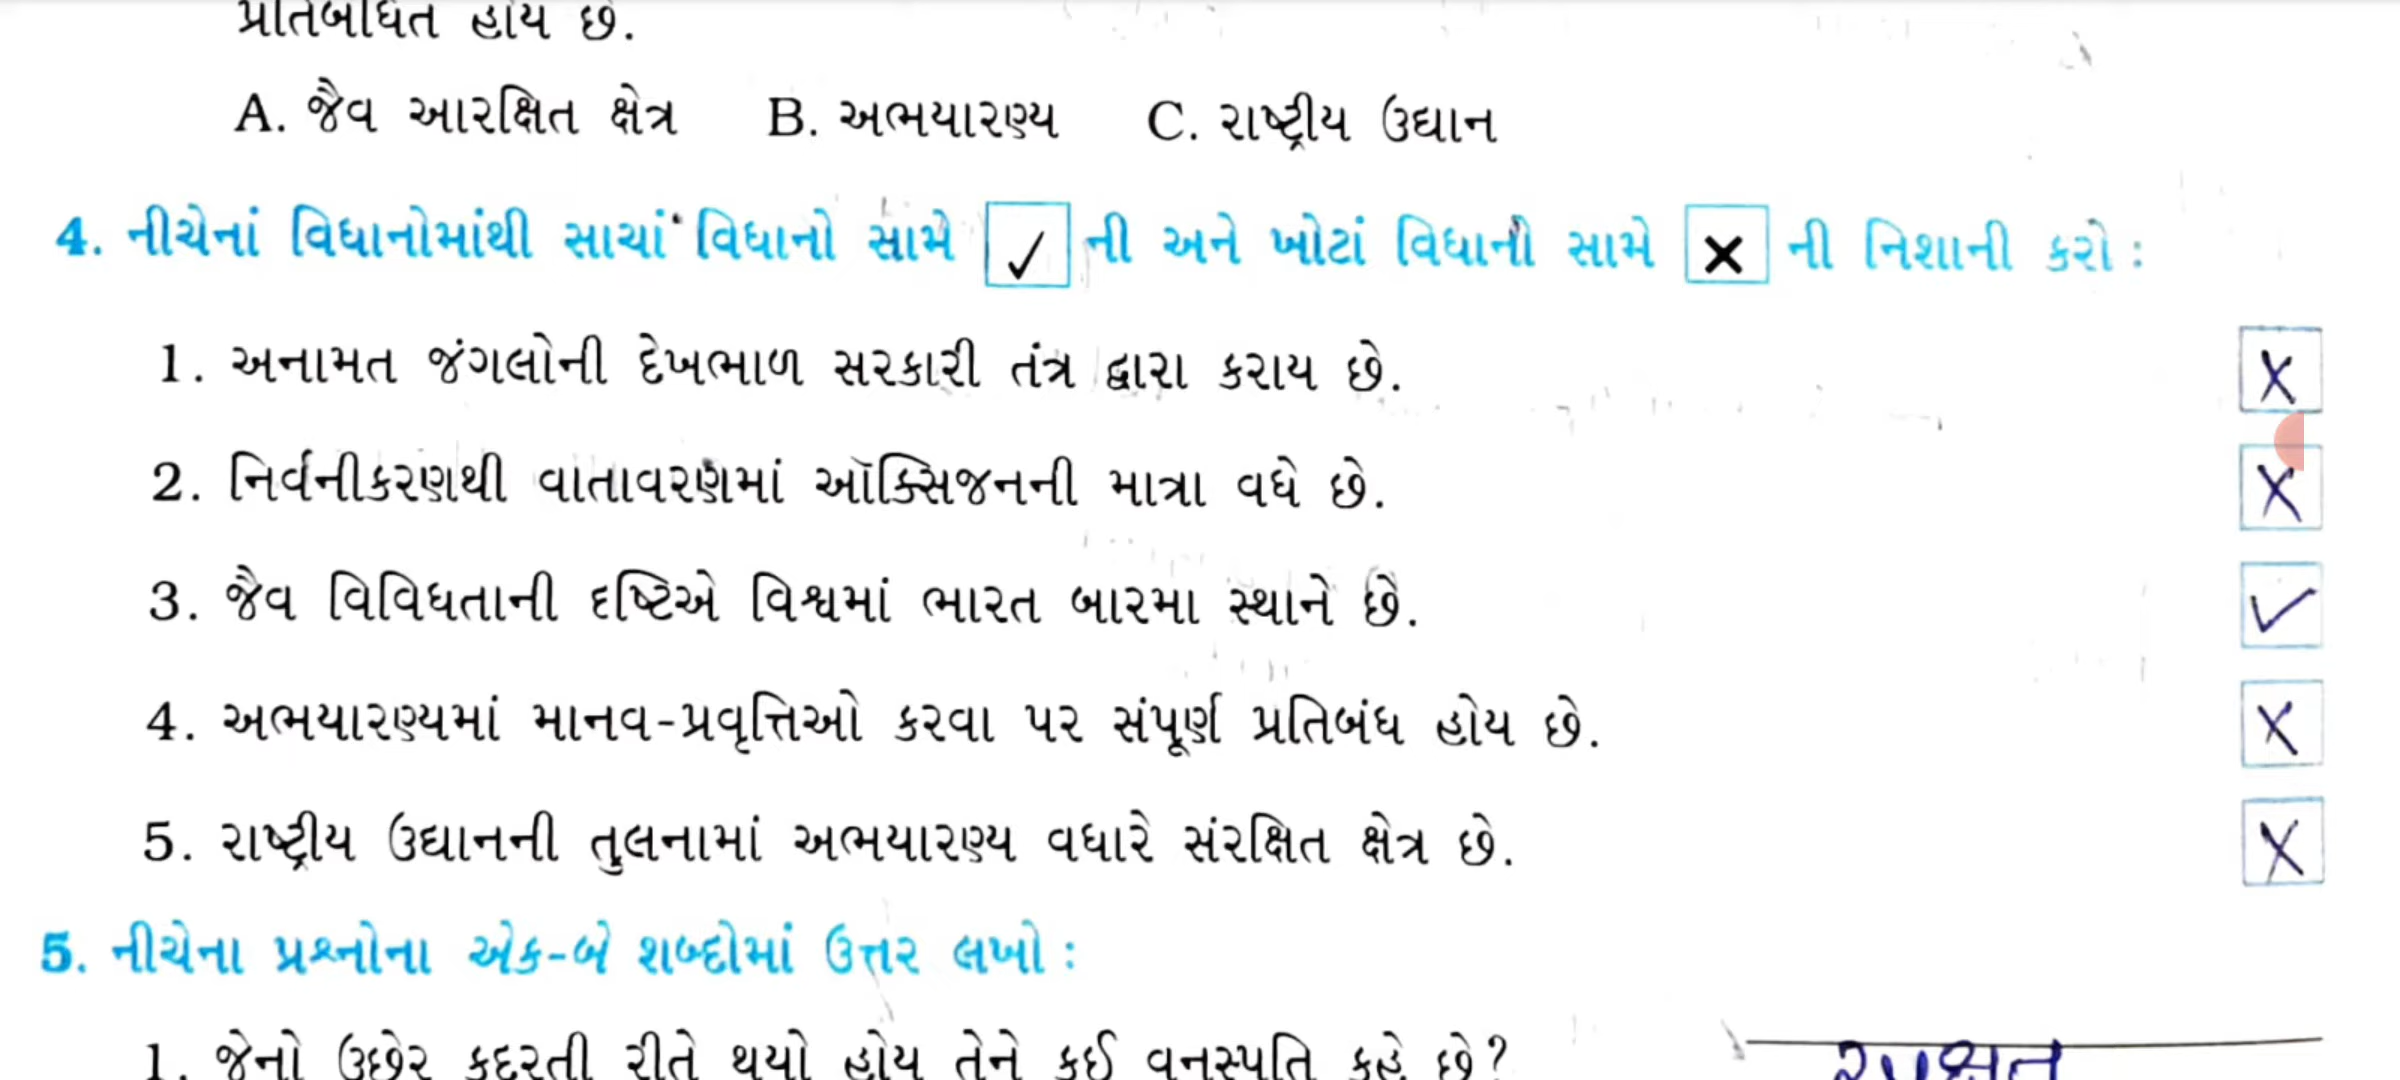 પ્રતિબંધિત હોય છે.
A. જૈવ આરક્ષિત ક્ષેત્ર B. અભયારણ્ય C. રાષ્ટ્રીય ઉદ્યાન
4. નીચેનાં વિધાનોમાંથી સાચાં વિધાનો સામે ✓ ની અને ખોટાં વિધાનો સામે ✗ ની નિશાની કરો :
1. અનામત જંગલોની દેખભાળ સરકારી તંત્ર દ્વારા કરાય છે. ✗
2. નિર્વનીકરણથી વાતાવરણમાં ઑક્સિજનની માત્રા વધે છે. ✗
3. જૈવ વિવિધતાની દૃષ્ટિએ વિશ્વમાં ભારત બારમા સ્થાને છે. ✓
4. અભયારણ્યમાં માનવ-પ્રવૃત્તિઓ કરવા પર સંપૂર્ણ પ્રતિબંધ હોય છે. ✗
5. રાષ્ટ્રીય ઉદ્યાનની તુલનામાં અભયારણ્ય વધારે સંરક્ષિત ક્ષેત્ર છે. ✗
5. નીચેના પ્રશ્નોના એક-બે શબ્દોમાં ઉત્તર લખો :
1. જેનો ઉછેર કુદરતી રીતે થયો હોય તેને કઈ વનસ્પતિ કહે છે?